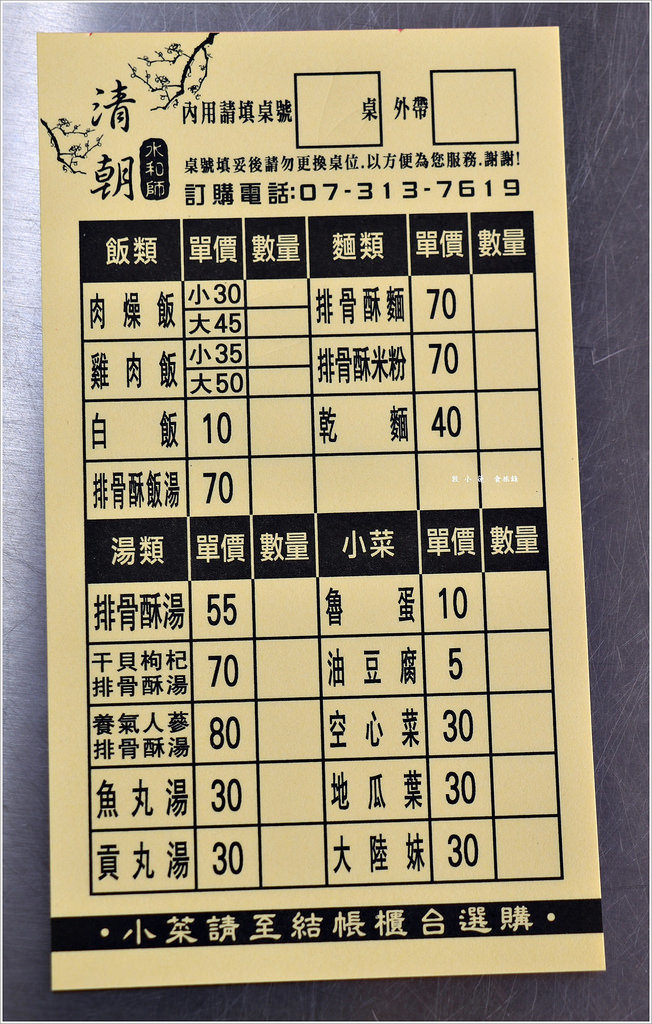 清朝
水和師
內用請填桌號 桌 外帶
桌號填妥後請勿更換桌位.以方便為您服務.謝謝!
訂購電話:07-313-7619
飯類 單價 數量 麵類 單價 數量
肉燥飯 小30 排骨酥麵 70
大45
雞肉飯 小35 排骨酥米粉 70
大50
白飯 10 乾麵 40
排骨酥飯湯 70
湯類 單價 數量 小菜 單價 數量
排骨酥湯 55 魯蛋 10
干貝枸杞排骨酥湯 70 油豆腐 5
養氣人蔘排骨酥湯 80 空心菜 30
魚丸湯 30 地瓜葉 30
貢丸湯 30 大陸妹 30
·小菜請至結帳櫃台選購·